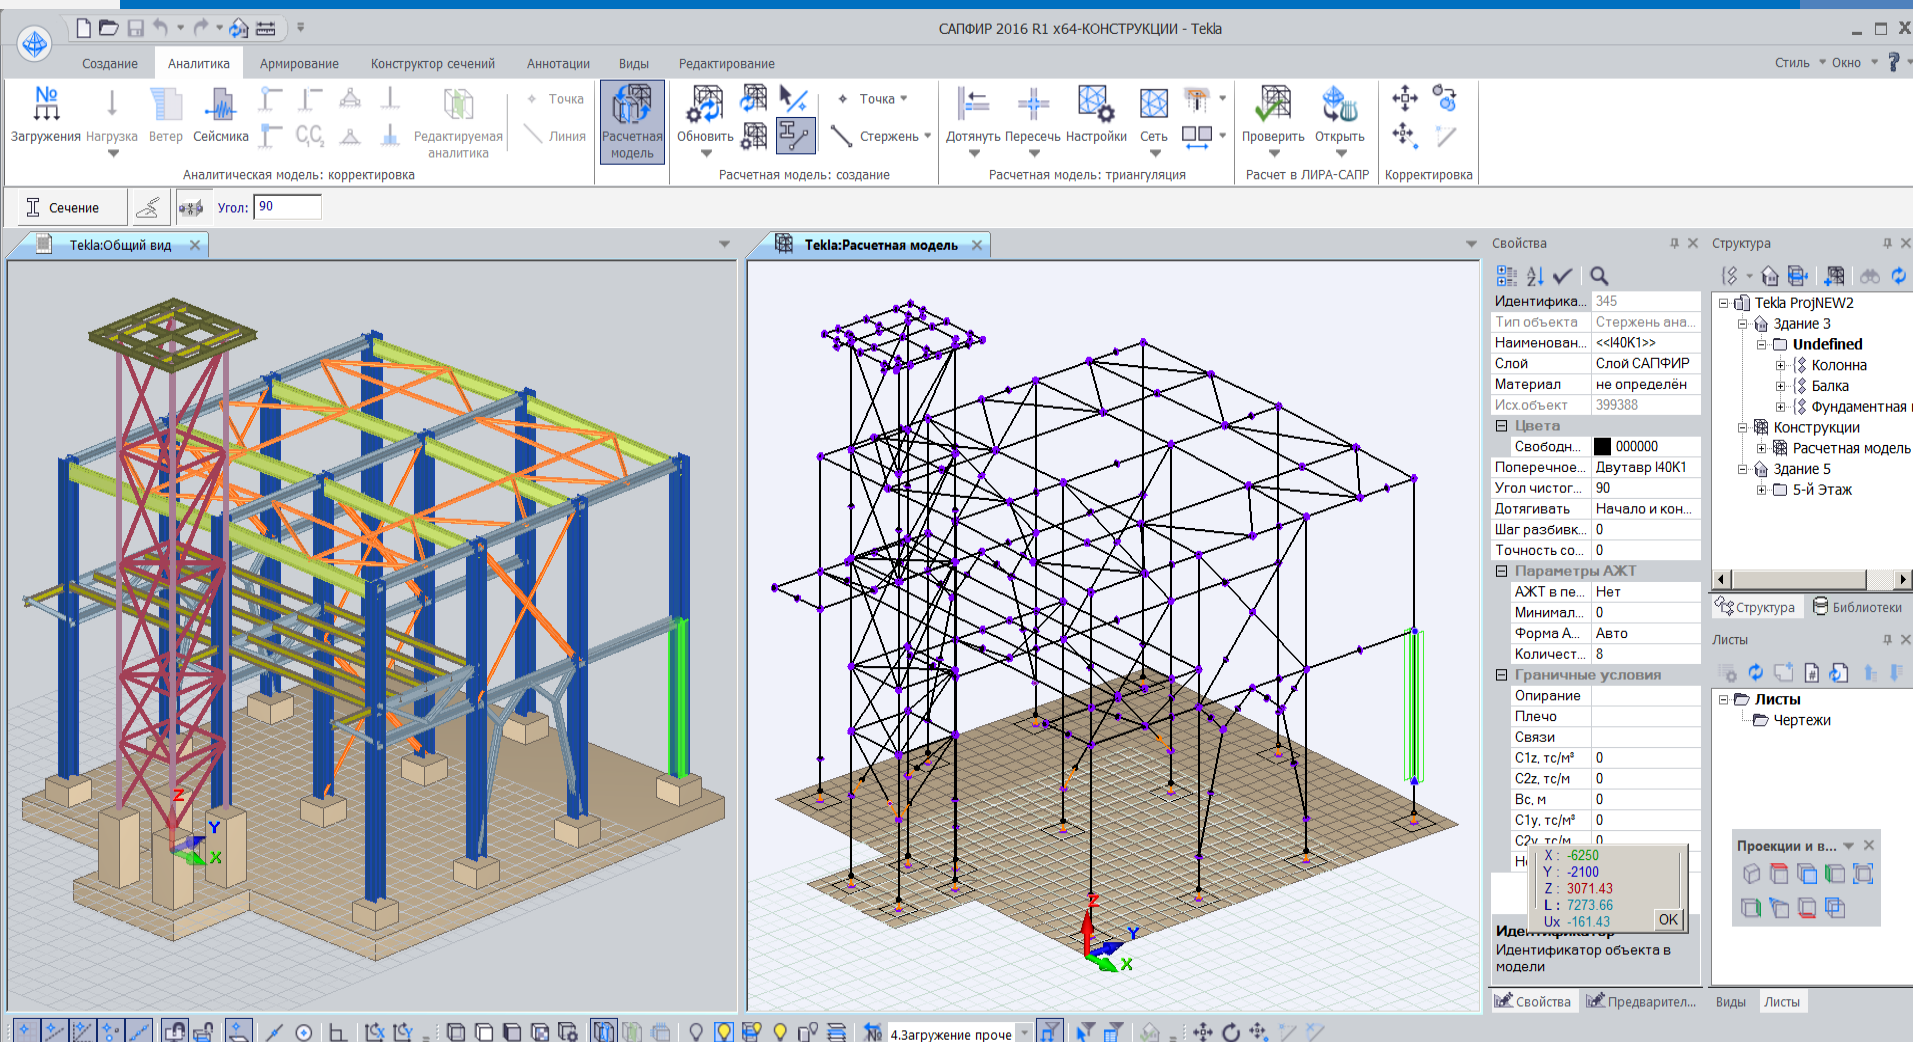 САПФИР 2016 R1 x64-КОНСТРУКЦИИ - Tekla
Создание Аналитика Армирование Конструктор сечений Аннотации Виды Редактирование Стиль Окно
№ Загружения Нагрузка Ветер Сейсмика Редактируемая аналитика Точка Линия
Расчетная модель
Обновить Точка Стержень
Дотянуть Пересечь Настройки Сеть
Проверить Открыть
Аналитическая модель: корректировка Расчетная модель: создание Расчетная модель: триангуляция Расчет в ЛИРА-САПР Корректировка
Сечение Угол: 90
Tekla:Общий вид
Z
Y
X
Tekla:Расчетная модель
Z
Y
X
Свойства
Идентифика... 345
Тип объекта Стержень ана...
Наименован... <<I40K1>>
Слой Слой САПФИР
Материал не определён
Исх.объект 399388
Цвета
Свободн... 000000
Поперечное... Двутавр I40K1
Угол чистог... 90
Дотягивать Начало и кон...
Шаг разбивк... 0
Точность со... 0
Параметры АЖТ
АЖТ в пе... Нет
Минимал... 0
Форма А... Авто
Количест... 8
Граничные условия
Опирание
Плечо
Связи
C1z, тс/м³ 0
C2z, тс/м 0
Bc, м 0
C1y, тс/м³ 0
C2y, тс/м 0
X : -6250
Y : -2100
Z : 3071.43
L : 7273.66
Ux -161.43
OK
Идентификатор
Идентификатор объекта в
модели
Свойства Предварител...
Структура
Tekla ProjNEW2
Здание 3
Undefined
Колонна
Балка
Фундаментная
Конструкции
Расчетная модель
Здание 5
5-й Этаж
Структура Библиотеки
Листы
Листы
Чертежи
Проекции и в...
Виды Листы
4.Загружение проче